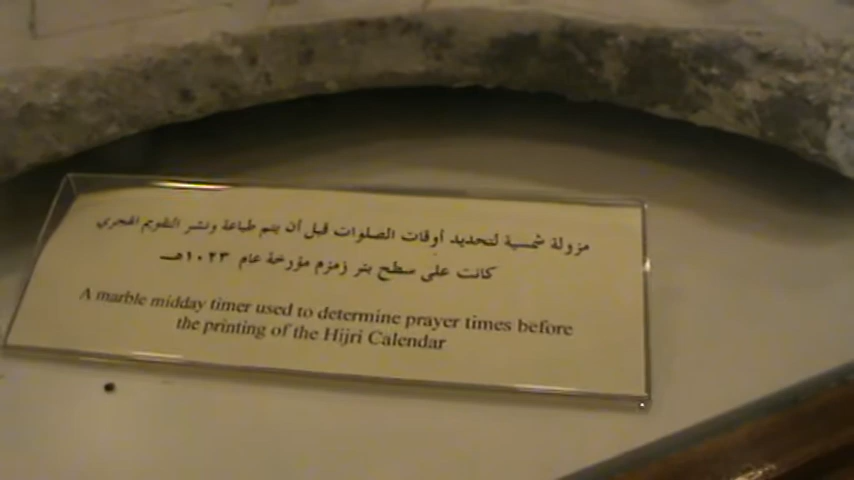 مزولة شمسية لتحديد أوقات الصلوات قبل أن يتم طباعة ونشر التقويم الهجري
كانت على سطح بئر زمزم مؤرخة عام ١٠٢٣هـ
A marble midday timer used to determine prayer times before
the printing of the Hijri Calendar